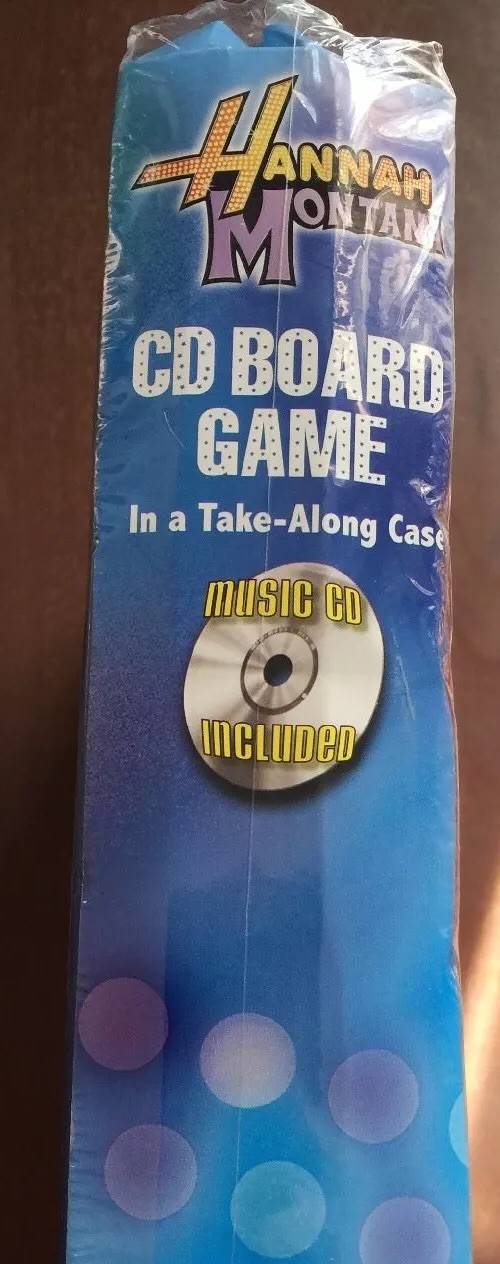 HANNAH
MONTANA
CD BOARD
GAME
In a Take-Along Case
MUSIC CD
INCLUDED